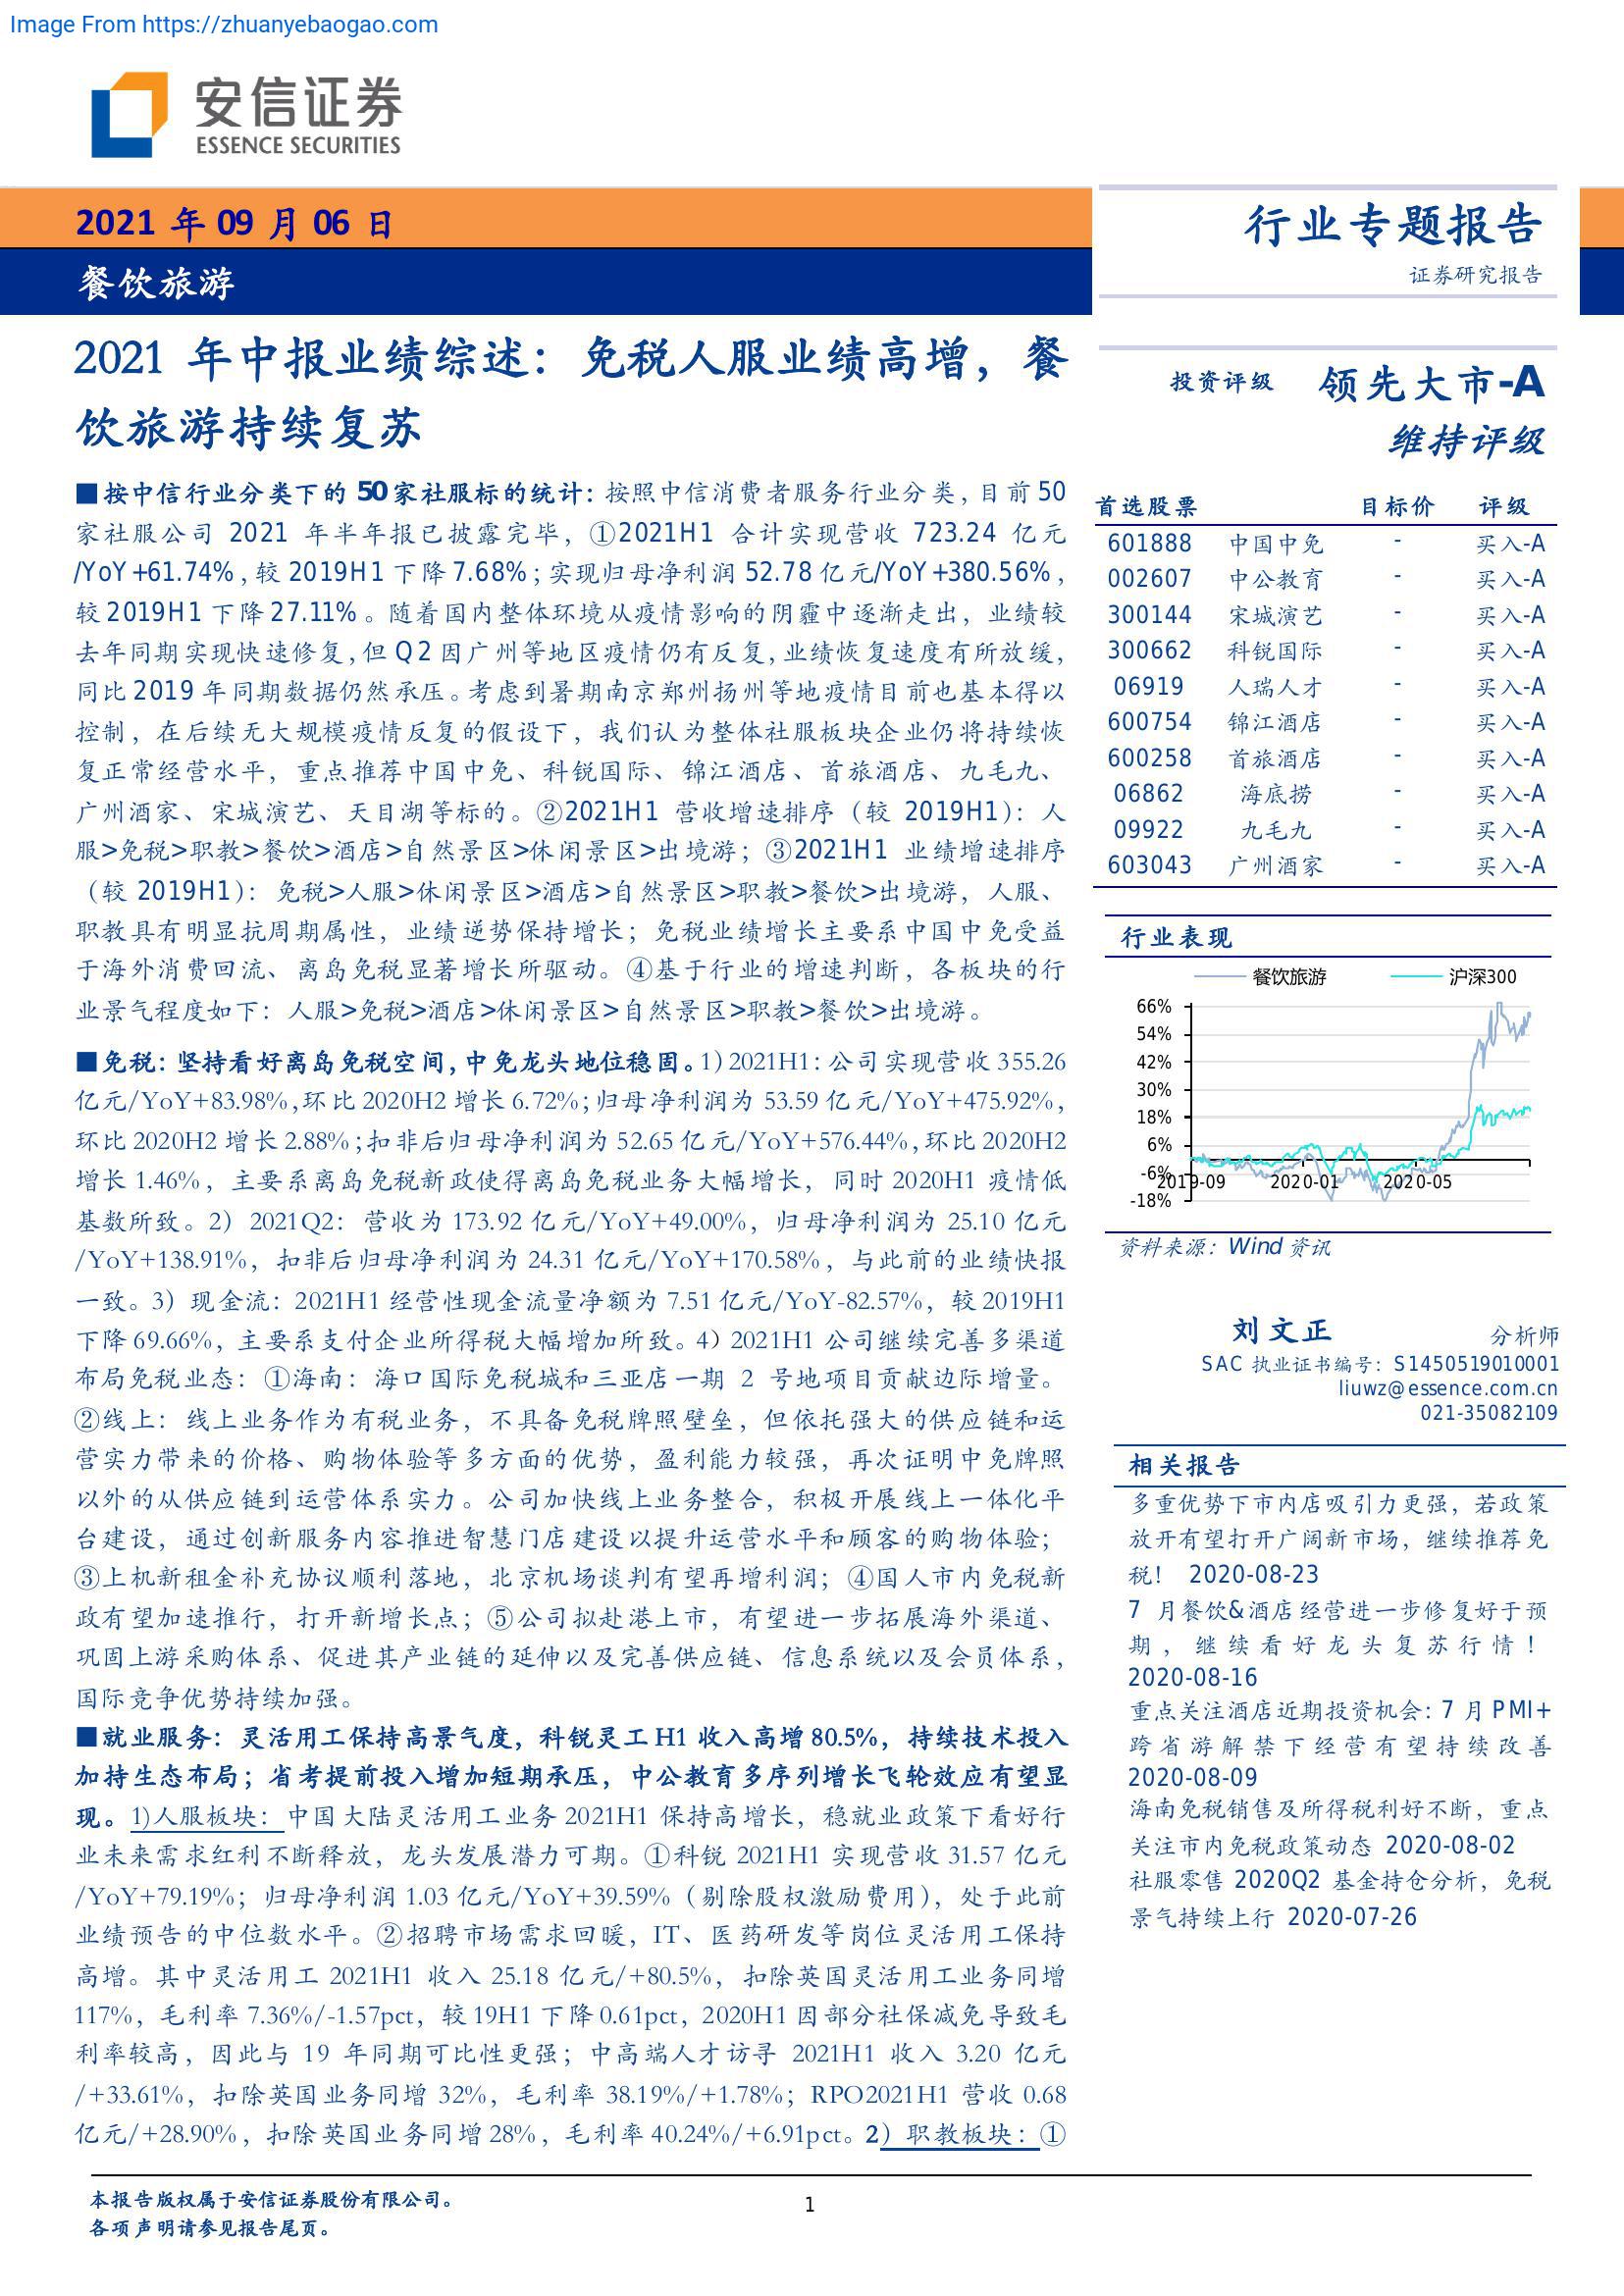 Image From https://zhuanyebaogao.com
安信证券
ESSENCE SECURITIES
2021 年 09 月 06 日
餐饮旅游
行业专题报告
证券研究报告
2021 年中报业绩综述：免税人服业绩高增，餐
饮旅游持续复苏
■按中信行业分类下的 50 家社服标的统计：按照中信消费者服务行业分类，目前 50
家社服公司 2021 年半年报已披露完毕，①2021H1 合计实现营收 723.24 亿元
/YoY+61.74%，较 2019H1 下降 7.68%；实现归母净利润 52.78 亿元/YoY+380.56%，
较 2019H1 下降 27.11%。随着国内整体环境从疫情影响的阴霾中逐渐走出，业绩较
去年同期实现快速修复，但 Q2 因广州等地区疫情仍有反复，业绩恢复速度有所放缓，
同比 2019 年同期数据仍然承压。考虑到暑期南京郑州扬州等地疫情目前也基本得以
控制，在后续无大规模疫情反复的假设下，我们认为整体社服板块企业仍将持续恢
复正常经营水平，重点推荐中国中免、科锐国际、锦江酒店、首旅酒店、九毛九、
广州酒家、宋城演艺、天目湖等标的。②2021H1 营收增速排序（较 2019H1）：人
服>免税>职教>餐饮>酒店>自然景区>休闲景区>出境游；③2021H1 业绩增速排序
（较 2019H1）：免税>人服>休闲景区>酒店>自然景区>职教>餐饮>出境游，人服、
职教具有明显抗周期属性，业绩逆势保持增长；免税业绩增长主要系中国中免受益
于海外消费回流、离岛免税显著增长所驱动。④基于行业的增速判断，各板块的行
业景气程度如下：人服>免税>酒店>休闲景区>自然景区>职教>餐饮>出境游。
■免税：坚持看好离岛免税空间，中免龙头地位稳固。1）2021H1：公司实现营收 355.26
亿元/YoY+83.98%，环比 2020H2 增长 6.72%；归母净利润为 53.59 亿元/YoY+475.92%，
环比 2020H2 增长 2.88%；扣非后归母净利润为 52.65 亿元/YoY+576.44%，环比 2020H2
增长 1.46%，主要系离岛免税新政使得离岛免税业务大幅增长，同时 2020H1 疫情低
基数所致。2）2021Q2：营收为 173.92 亿元/YoY+49.00%，归母净利润为 25.10 亿元
/YoY+138.91%，扣非后归母净利润为 24.31 亿元/YoY+170.58%，与此前的业绩快报
一致。3）现金流：2021H1 经营性现金流量净额为 7.51 亿元/YoY-82.57%，较 2019H1
下降 69.66%，主要系支付企业所得税大幅增加所致。4）2021H1 公司继续完善多渠道
布局免税业态：①海南：海口国际免税城和三亚店一期 2 号地项目贡献边际增量。
②线上：线上业务作为有税业务，不具备免税牌照壁垒，但依托强大的供应链和运
营实力带来的价格、购物体验等多方面的优势，盈利能力较强，再次证明中免牌照
以外的从供应链到运营体系实力。公司加快线上业务整合，积极开展线上一体化平
台建设，通过创新服务内容推进智慧门店建设以提升运营水平和顾客的购物体验；
③上机新租金补充协议顺利落地，北京机场谈判有望再增利润；④国人市内免税新
政有望加速推行，打开新增长点；⑤公司拟赴港上市，有望进一步拓展海外渠道、
巩固上游采购体系、促进其产业链的延伸以及完善供应链、信息系统以及会员体系，
国际竞争优势持续加强。
■就业服务：灵活用工保持高景气度，科锐灵工 H1 收入高增 80.5%，持续技术投入
加持生态布局；省考提前投入增加短期承压，中公教育多序列增长飞轮效应有望显
现。1)人服板块：中国大陆灵活用工业务 2021H1 保持高增长，稳就业政策下看好行
业未来需求红利不断释放，龙头发展潜力可期。①科锐 2021H1 实现营收 31.57 亿元
/YoY+79.19%；归母净利润 1.03 亿元/YoY+39.59%（剔除股权激励费用），处于此前
业绩预告的中位数水平。②招聘市场需求回暖，IT、医药研发等岗位灵活用工保持
高增。其中灵活用工 2021H1 收入 25.18 亿元/+80.5%，扣除英国灵活用工业务同增
117%，毛利率 7.36%/-1.57pct，较 19H1 下降 0.61pct，2020H1 因部分社保减免导致毛
利率较高，因此与 19 年同期可比性更强；中高端人才访寻 2021H1 收入 3.20 亿元
/+33.61%，扣除英国业务同增 32%，毛利率 38.19%/+1.78%；RPO2021H1 营收 0.68
亿元/+28.90%，扣除英国业务同增 28%，毛利率 40.24%/+6.91pct。2）职教板块：①
投资评级 领先大市-A
维持评级
首选股票 目标价 评级
601888 中国中免 - 买入-A
002607 中公教育 - 买入-A
300144 宋城演艺 - 买入-A
300662 科锐国际 - 买入-A
06919 人瑞人才 - 买入-A
600754 锦江酒店 - 买入-A
600258 首旅酒店 - 买入-A
06862 海底捞 - 买入-A
09922 九毛九 - 买入-A
603043 广州酒家 - 买入-A
行业表现
餐饮旅游 沪深300
66%
54%
42%
30%
18%
6%
-6%
-18%
2019-09 2020-01 2020-05
资料来源：Wind 资讯
刘文正 分析师
SAC 执业证书编号：S1450519010001
liuwz@essence.com.cn
021-35082109
相关报告
多重优势下市内店吸引力更强，若政策
放开有望打开广阔新市场，继续推荐免
税！ 2020-08-23
7 月餐饮&酒店经营进一步修复好于预
期，继续看好龙头复苏行情！
2020-08-16
重点关注酒店近期投资机会：7 月 PMI+
跨省游解禁下经营有望持续改善
2020-08-09
海南免税销售及所得税利好不断，重点
关注市内免税政策动态 2020-08-02
社服零售 2020Q2 基金持仓分析，免税
景气持续上行 2020-07-26
本报告版权属于安信证券股份有限公司。
各项声明请参见报告尾页。
1